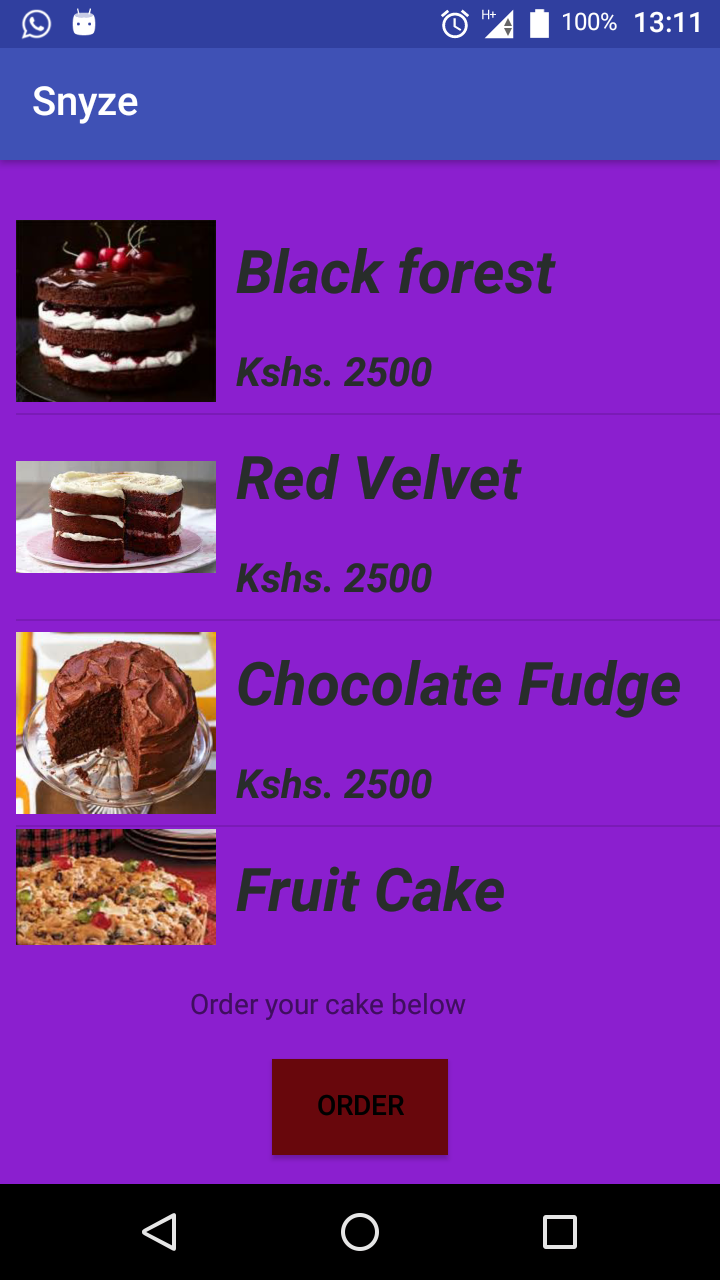 H+ 100% 13:11
Snyze
Black forest
Kshs. 2500
Red Velvet
Kshs. 2500
Chocolate Fudge
Kshs. 2500
Fruit Cake
Order your cake below
ORDER